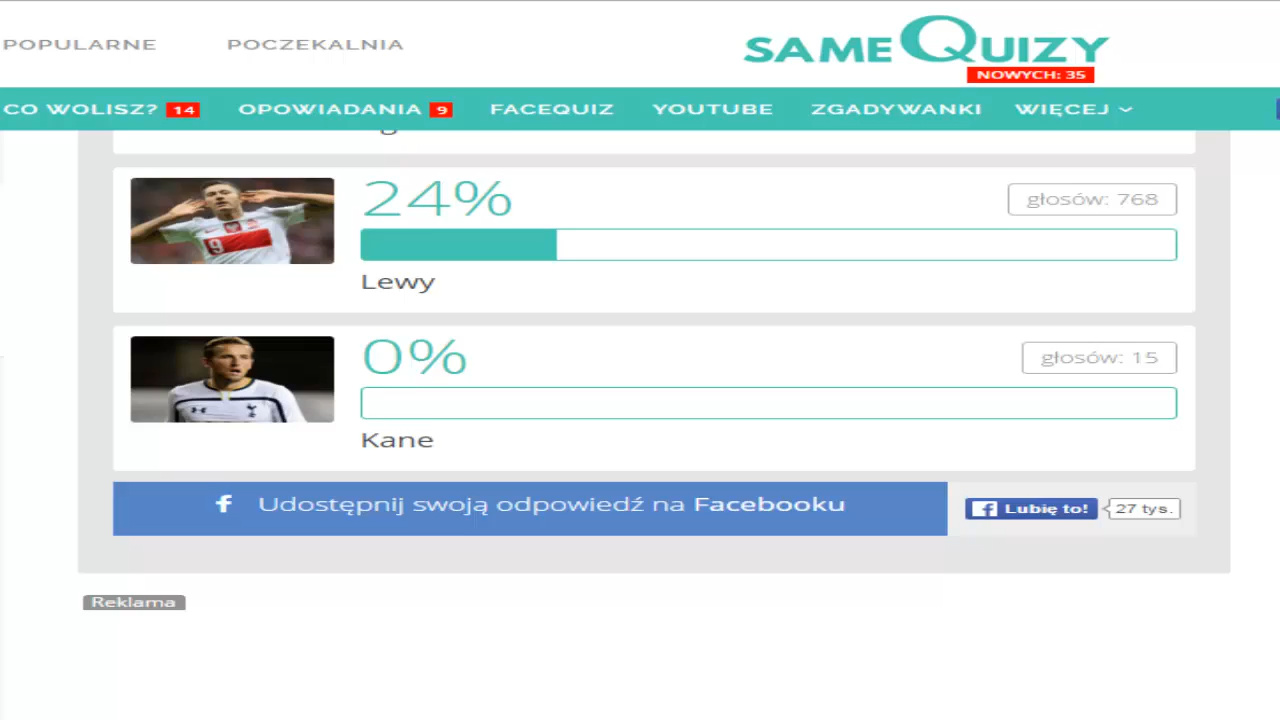 POPULARNE POCZEKALNIA SAMEQUIZY
NOWYCH: 35
CO WOLISZ? 14 OPOWIADANIA 9 FACEQUIZ YOUTUBE ZGADYWANKI WIĘCEJ
24% głosów: 768
9
Lewy
0% głosów: 15
Kane
Udostępnij swoją odpowiedź na Facebooku Lubię to! 27 tys.
Reklama